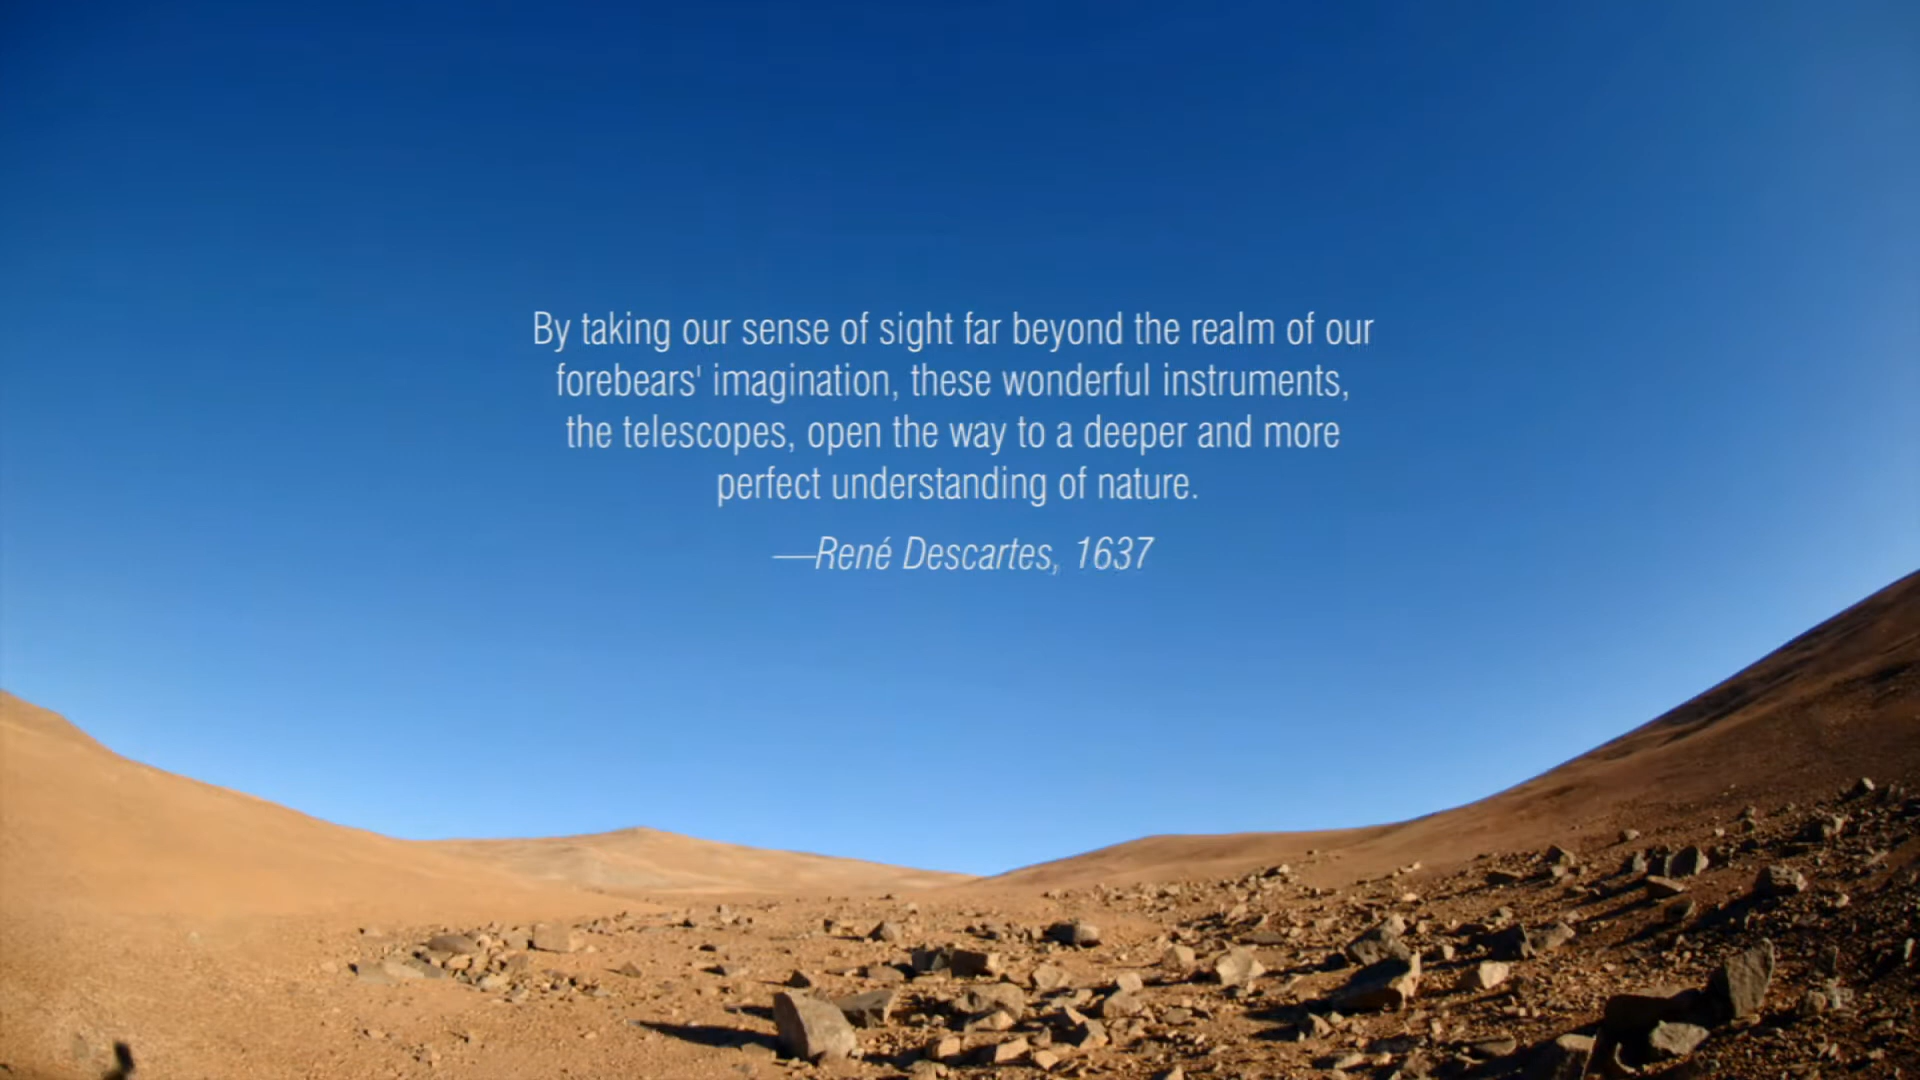 By taking our sense of sight far beyond the realm of our
forebears' imagination, these wonderful instruments,
the telescopes, open the way to a deeper and more
perfect understanding of nature.
—René Descartes, 1637